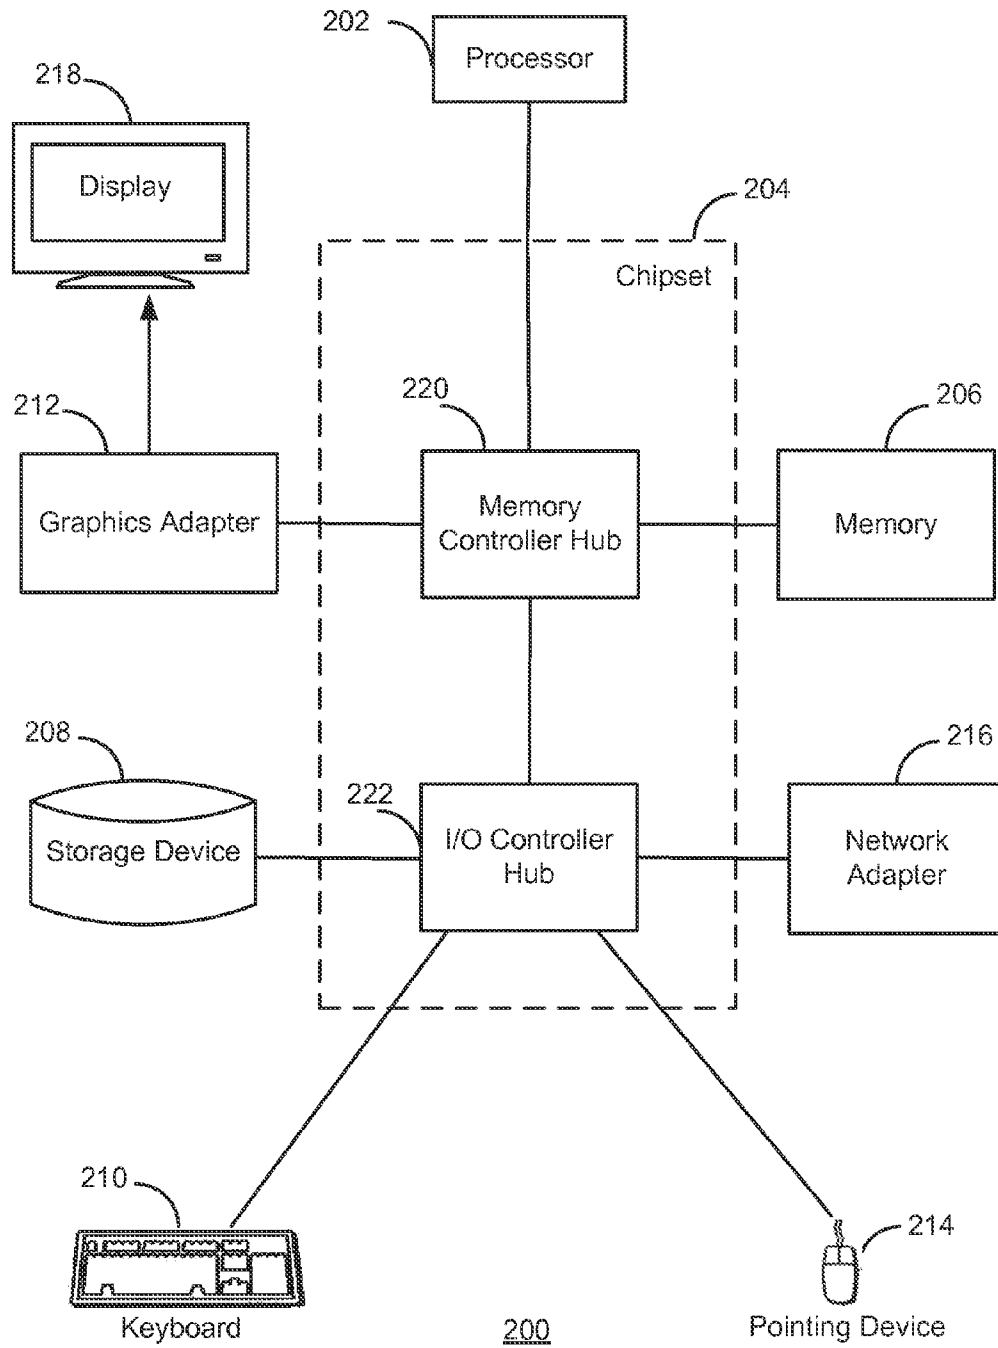 202
Processor
218
Display
204
Chipset
212
220
206
Graphics Adapter
Memory
Controller Hub
Memory
208
222
216
Storage Device
I/O Controller
Hub
Network
Adapter
210
214
Keyboard
200
Pointing Device